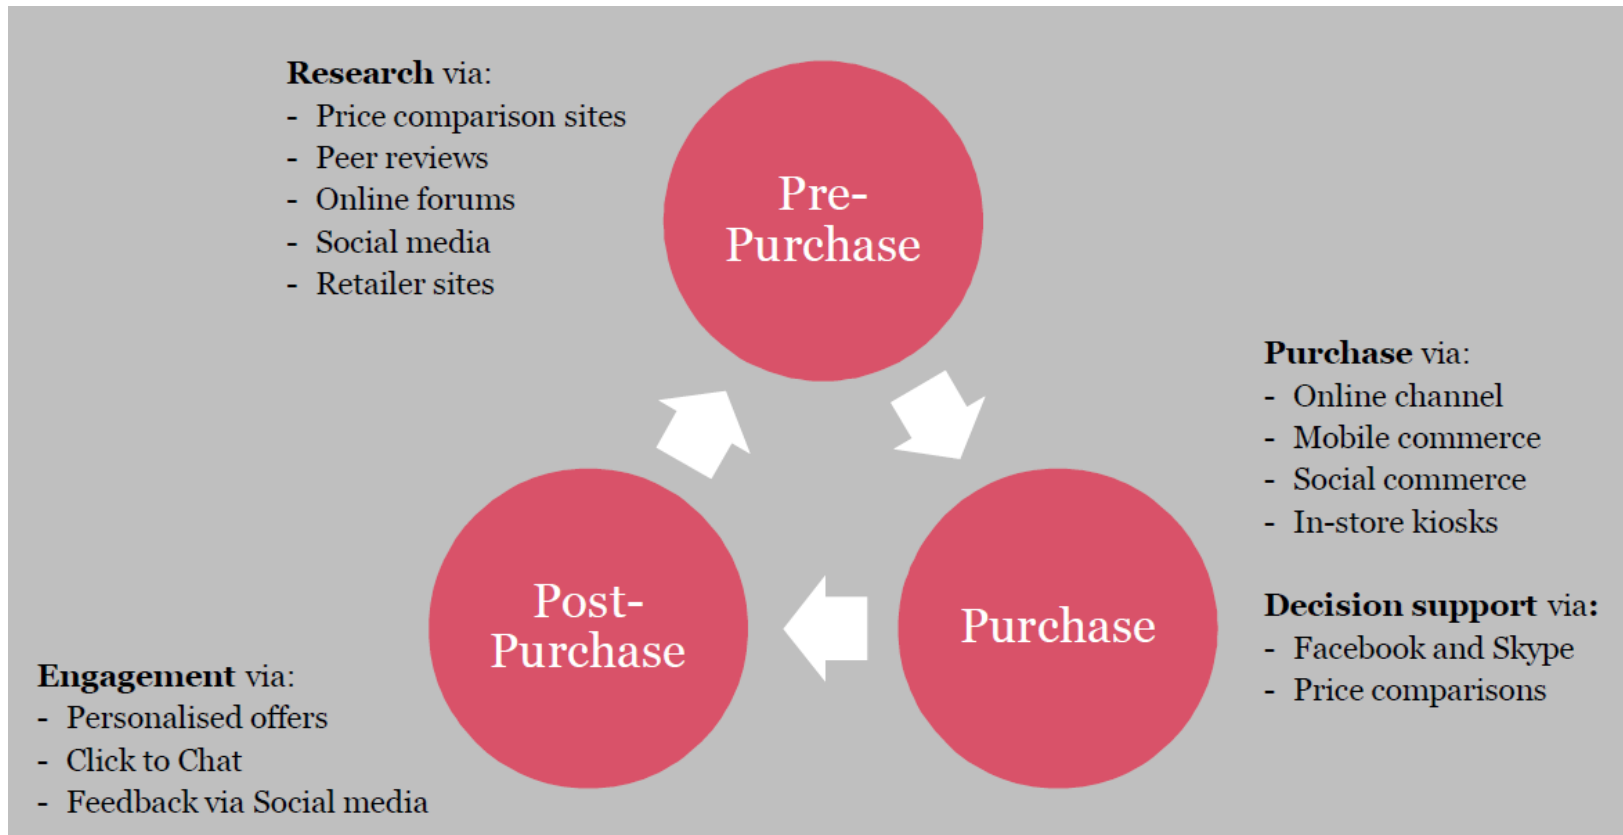 Research via:
- Price comparison sites
- Peer reviews
- Online forums
- Social media
- Retailer sites
Pre-
Purchase
Purchase via:
- Online channel
- Mobile commerce
- Social commerce
- In-store kiosks
Decision support via:
- Facebook and Skype
- Price comparisons
Purchase
Post-
Purchase
Engagement via:
- Personalised offers
- Click to Chat
- Feedback via Social media